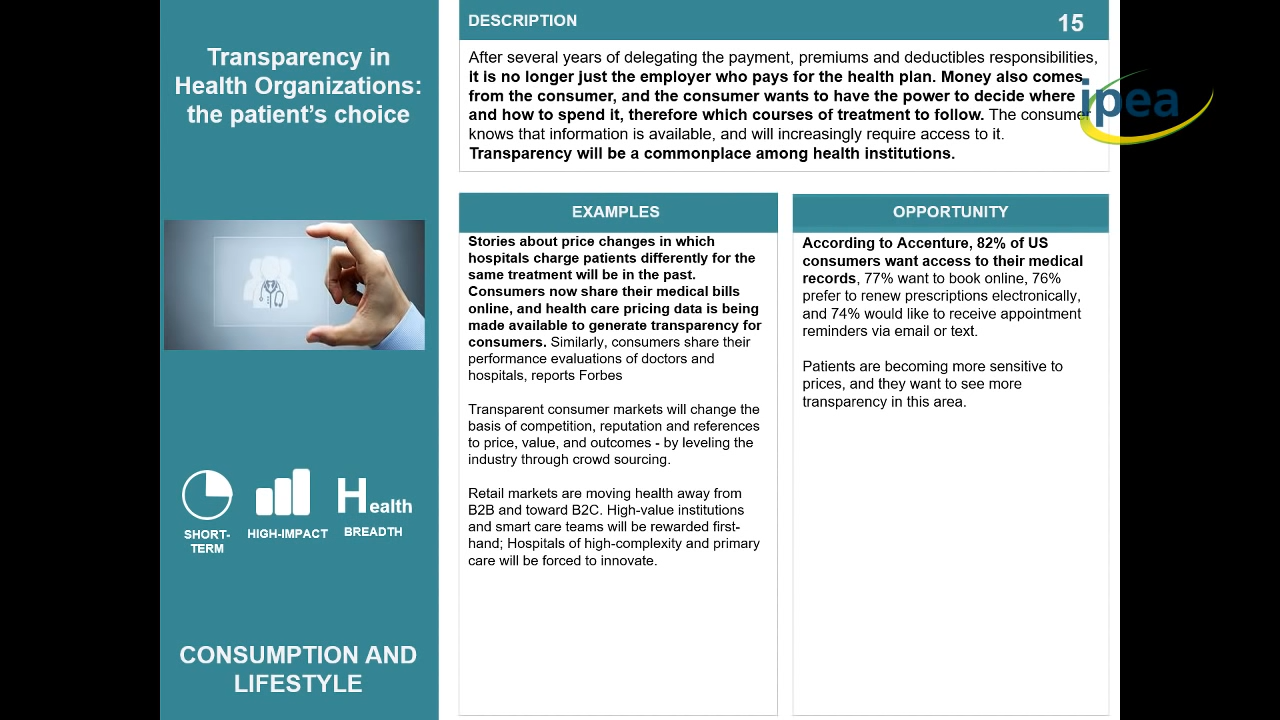 Transparency in
Health Organizations:
the patient’s choice
SHORT-
TERM
HIGH-IMPACT
Health
BREADTH
CONSUMPTION AND
LIFESTYLE
DESCRIPTION
15
After several years of delegating the payment, premiums and deductibles responsibilities,
it is no longer just the employer who pays for the health plan. Money also comes
from the consumer, and the consumer wants to have the power to decide where
and how to spend it, therefore which courses of treatment to follow. The consumer
knows that information is available, and will increasingly require access to it.
Transparency will be a commonplace among health institutions.
ipea
EXAMPLES
Stories about price changes in which
hospitals charge patients differently for the
same treatment will be in the past.
Consumers now share their medical bills
online, and health care pricing data is being
made available to generate transparency for
consumers. Similarly, consumers share their
performance evaluations of doctors and
hospitals, reports Forbes
Transparent consumer markets will change the
basis of competition, reputation and references
to price, value, and outcomes - by leveling the
industry through crowd sourcing.
Retail markets are moving health away from
B2B and toward B2C. High-value institutions
and smart care teams will be rewarded first-
hand; Hospitals of high-complexity and primary
care will be forced to innovate.
OPPORTUNITY
According to Accenture, 82% of US
consumers want access to their medical
records, 77% want to book online, 76%
prefer to renew prescriptions electronically,
and 74% would like to receive appointment
reminders via email or text.
Patients are becoming more sensitive to
prices, and they want to see more
transparency in this area.